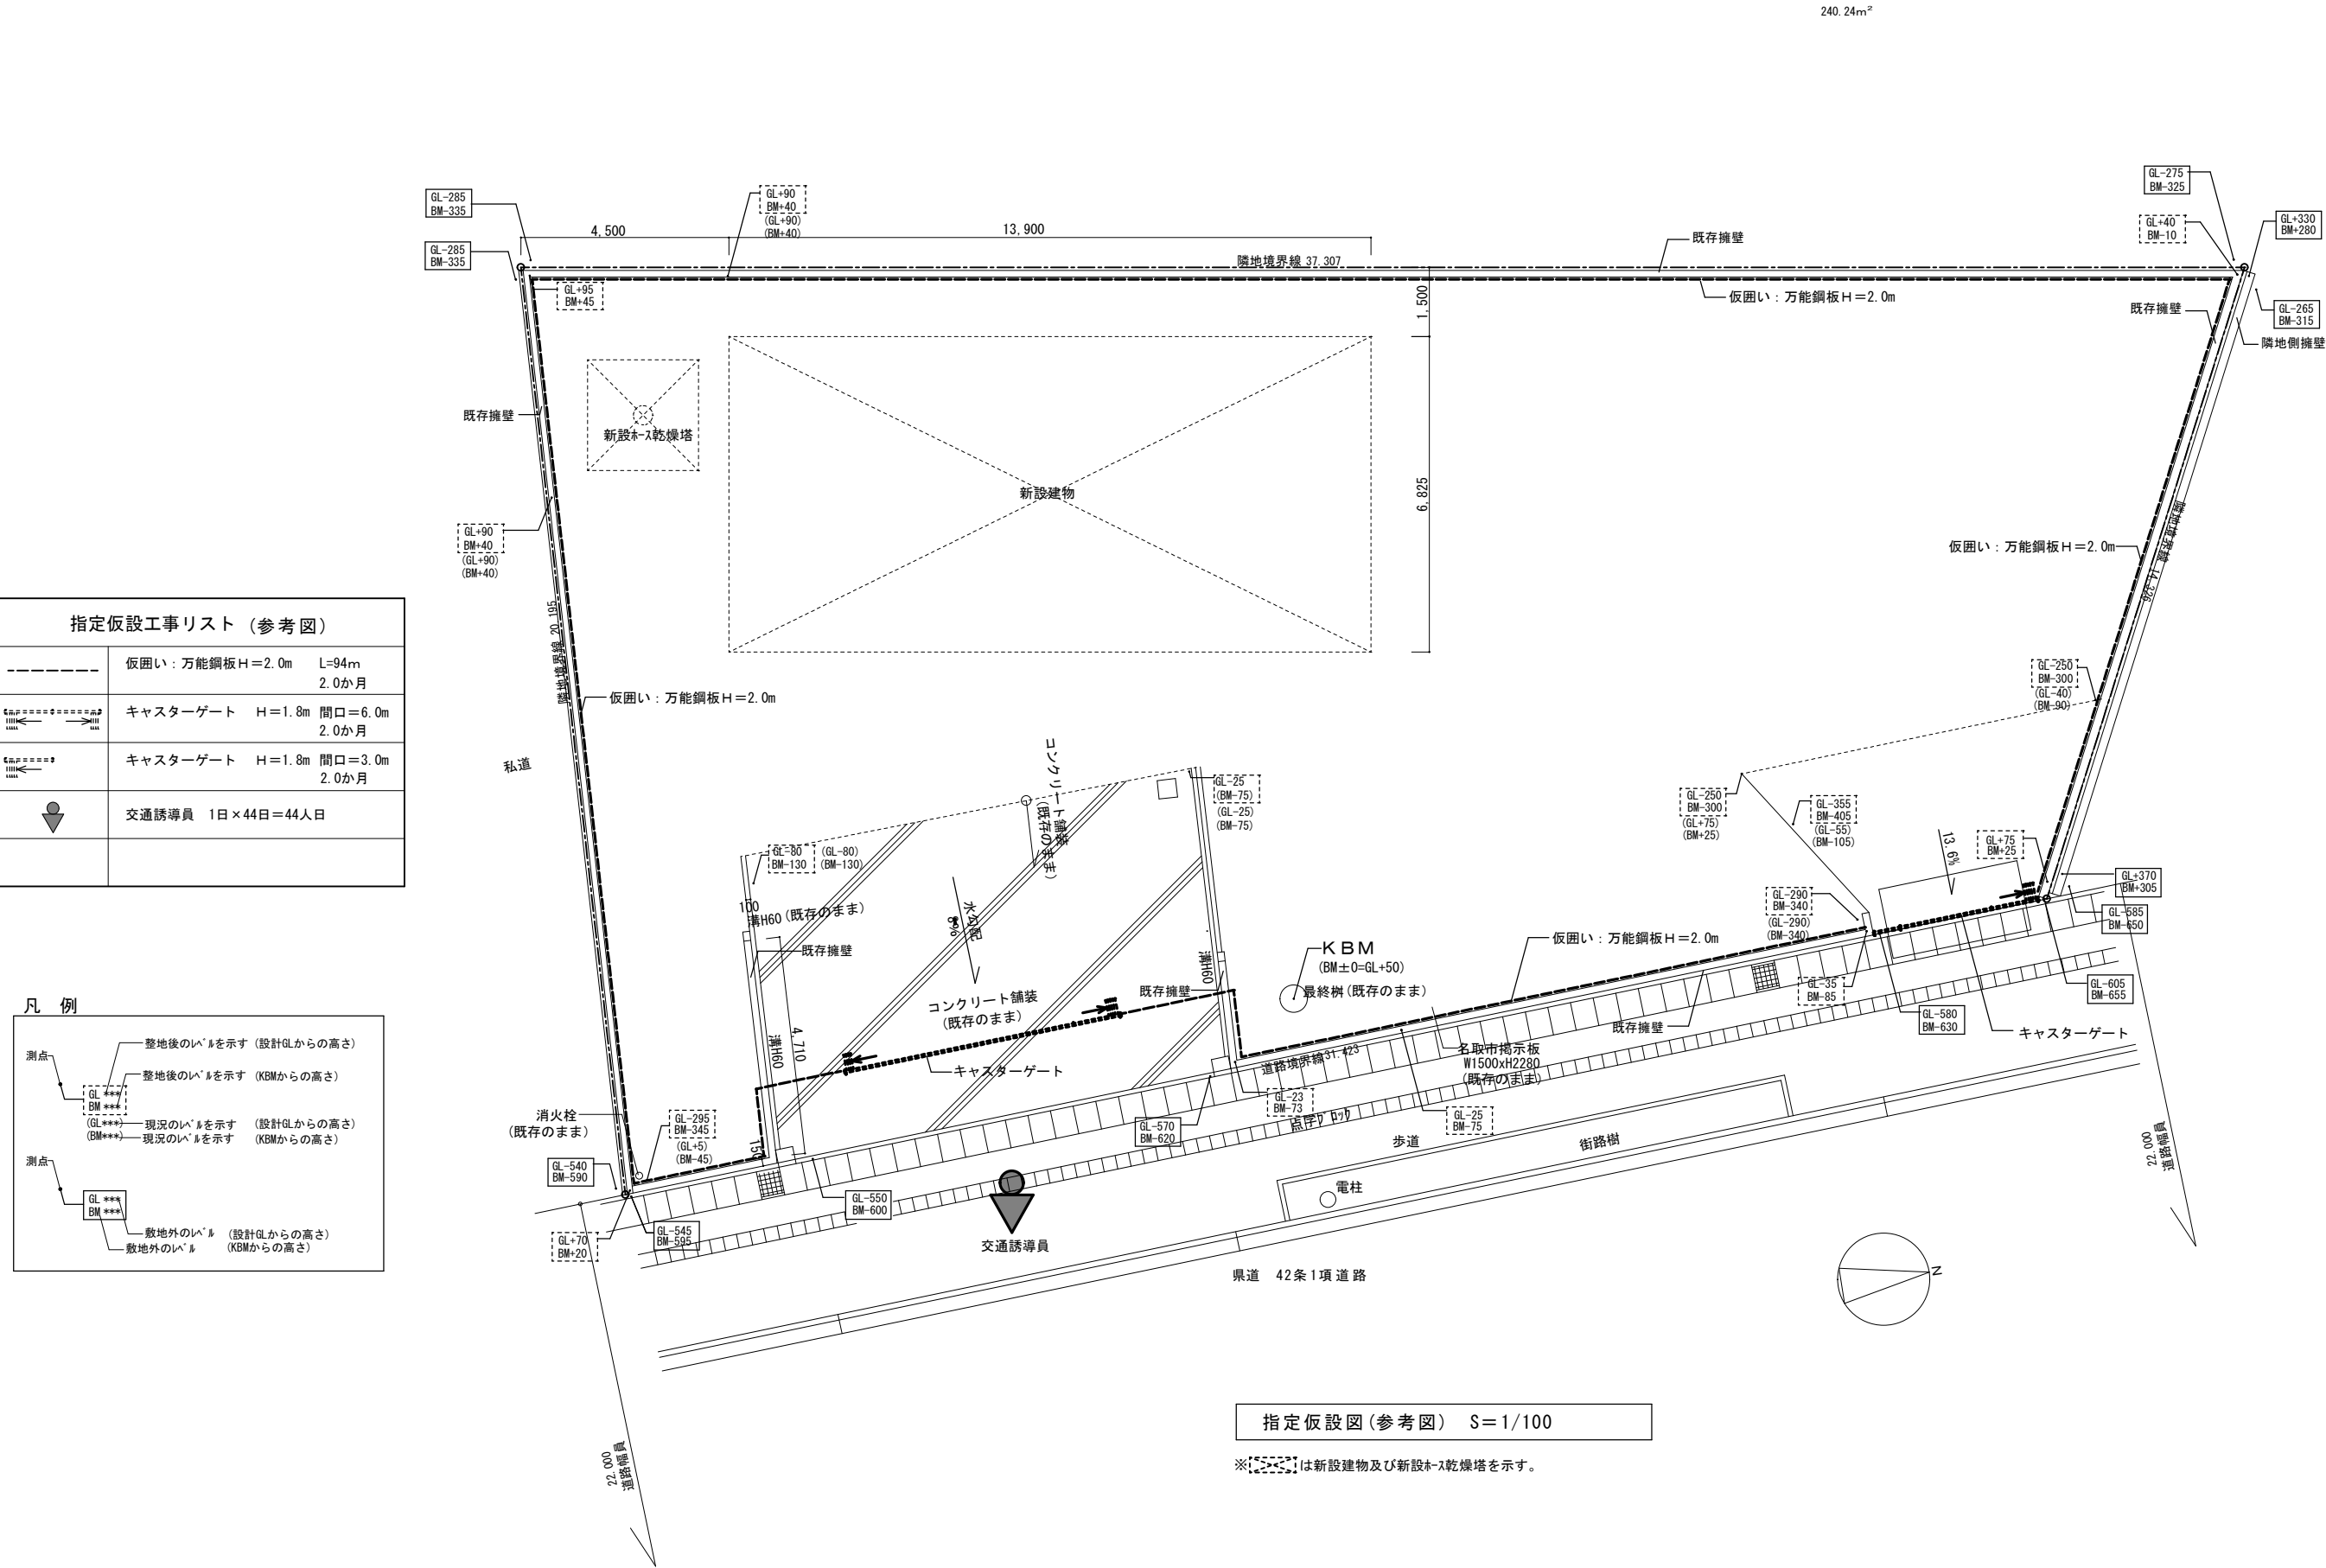 240.24m²
GL-285
BM-335
GL-285
BM-335
GL+90
BM+40
(GL+90)
(BM+40)
4,500
13,900
GL-275
BM-325
GL+40
BM-10
GL+330
BM+280
既存擁壁
隣地境界線 37.307
GL+95
BM+45
仮囲い：万能鋼板H＝2.0m
1,500
既存擁壁
GL-265
BM-315
隣地側擁壁
既存擁壁
新設ﾎｰｽ乾燥塔
新設建物
6,825
GL+90
BM+40
(GL+90)
(BM+40)
隣地境界線 14.326
仮囲い：万能鋼板H＝2.0m
隣地境界線 20.195
仮囲い：万能鋼板H＝2.0m
私道
GL-250
BM-300
(GL-40)
(BM-90)
指定仮設工事リスト（参考図）
仮囲い：万能鋼板H＝2.0m　L=94m
2.0か月
キャスターゲート　H＝1.8m 間口＝6.0m
2.0か月
キャスターゲート　H＝1.8m 間口＝3.0m
2.0か月
交通誘導員　1日×44日＝44人日
コンクリート舗装
(既存のまま)
GL-25
(BM-75)
(GL-25)
(BM-75)
GL-250
BM-300
(GL+75)
(BM+25)
GL-355
BM-405
(GL-55)
(BM-105)
13.6%
GL+75
BM+25
GL-80
BM-130
(GL-80)
(BM-130)
100
溝H60(既存のまま)
既存擁壁
水勾配
8%
溝H60
GL-290
BM-340
(GL-290)
(BM-340)
GL+370
BM+305
GL-585
BM-650
KBM
(BM±0=GL+50)
最終桝(既存のまま)
仮囲い：万能鋼板H＝2.0m
既存擁壁
コンクリート舗装
(既存のまま)
4,710
溝H60
キャスターゲート
GL-35
BM-85
GL-605
BM-655
GL-580
BM-630
キャスターゲート
既存擁壁
名取市掲示板
W1500xH2280
(既存のまま)
道路境界線31.423
凡　例
測点
整地後のﾚﾍﾞﾙを示す (設計GLからの高さ)
整地後のﾚﾍﾞﾙを示す (KBMからの高さ)
GL ***
BM ***
(GL***)
現況のﾚﾍﾞﾙを示す (設計GLからの高さ)
(BM***)
現況のﾚﾍﾞﾙを示す (KBMからの高さ)
測点
GL ***
BM ***
敷地外のﾚﾍﾞﾙ (設計GLからの高さ)
敷地外のﾚﾍﾞﾙ (KBMからの高さ)
消火栓
(既存のまま)
GL-295
BM-345
(GL+5)
(BM-45)
150
GL-540
BM-590
GL-23
BM-73
GL-570
BM-620
点字ﾌﾞﾛｯｸ
GL-25
BM-75
歩道
街路樹
電柱
GL-550
BM-600
GL-545
BM-595
GL+70
BM+20
交通誘導員
22.000
道路幅員
県道　42条1項道路
N
22.000
道路幅員
指定仮設図(参考図)　S＝1/100
※
は新設建物及び新設ﾎｰｽ乾燥塔を示す。